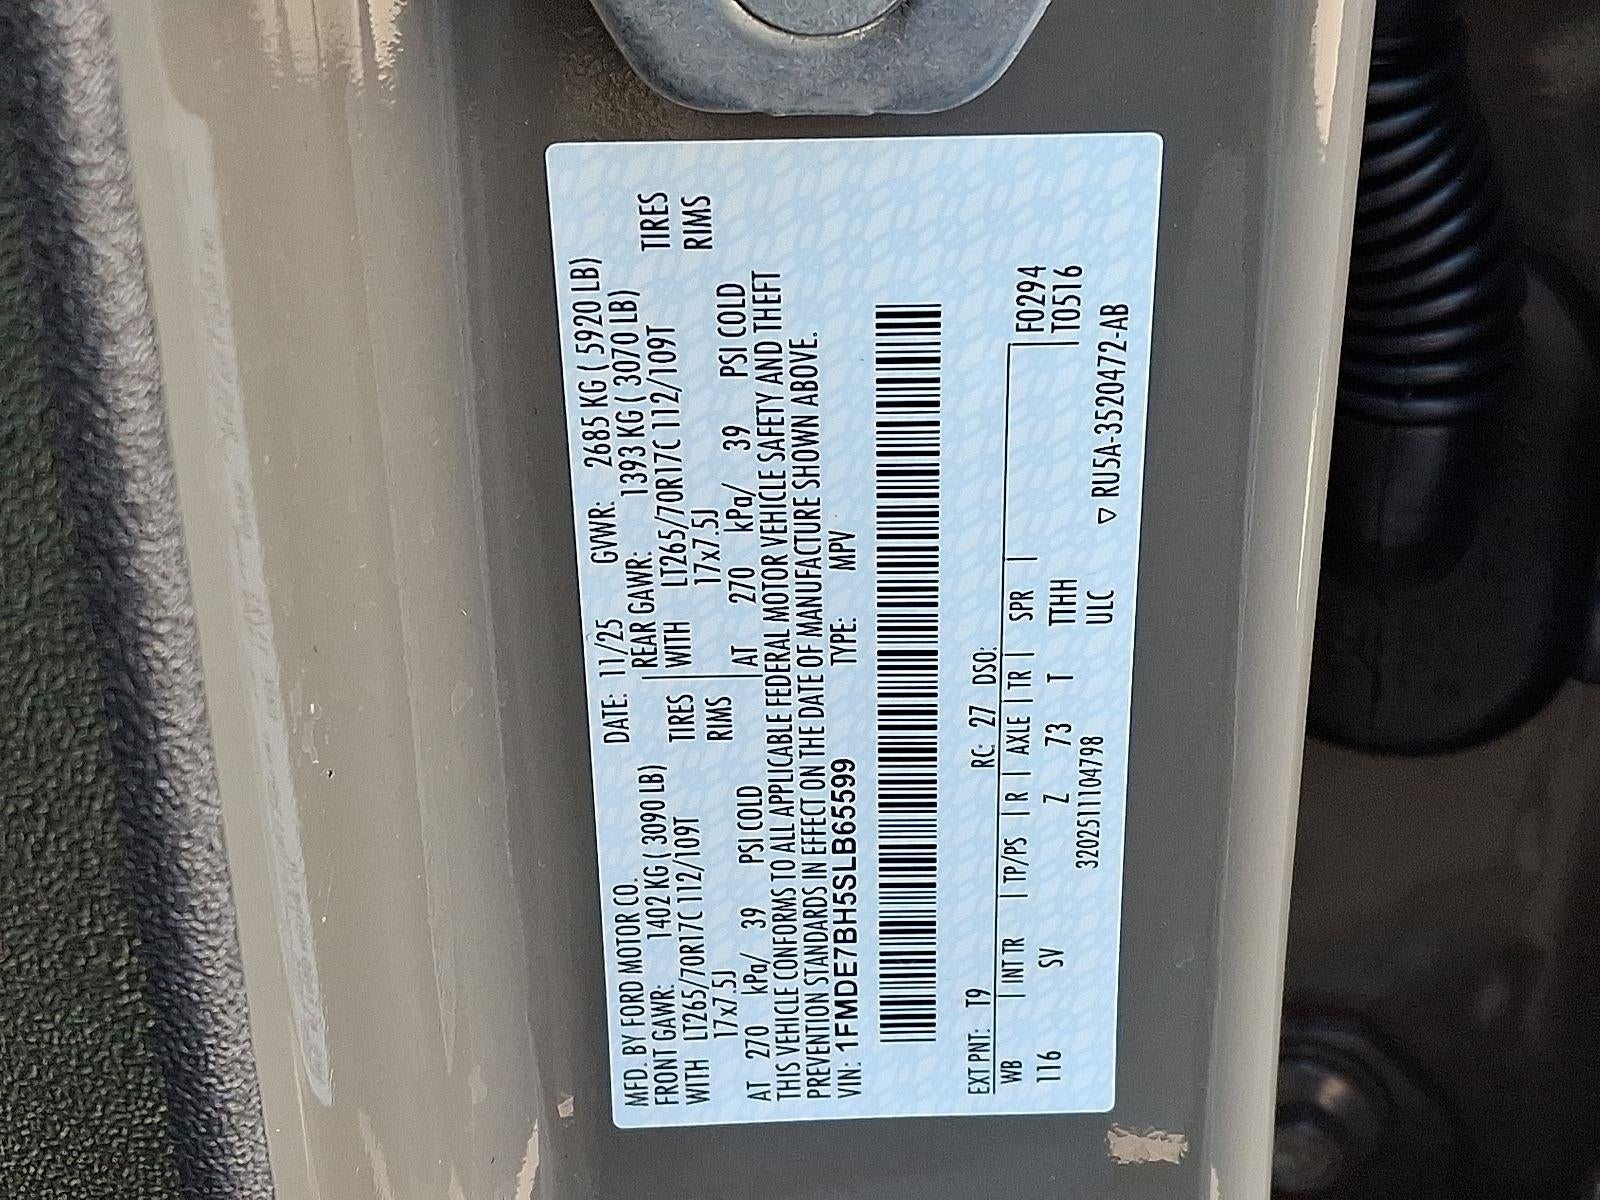 MFD. BY FORD MOTOR CO. DATE: 11/25 GVWR: 2685 KG ( 5920 LB)
FRONT GAWR: 1402 KG ( 3090 LB) REAR GAWR: 1393 KG ( 3070 LB)
WITH LT265/70R17C 112/109T TIRES WITH LT265/70R17C 112/109T TIRES
17x7.5J RIMS 17x7.5J RIMS
AT 270 kPa/ 39 PSI COLD AT 270 kPa/ 39 PSI COLD
THIS VEHICLE CONFORMS TO ALL APPLICABLE FEDERAL MOTOR VEHICLE SAFETY AND THEFT
PREVENTION STANDARDS IN EFFECT ON THE DATE OF MANUFACTURE SHOWN ABOVE.
VIN: 1FMDE7BH5SLB65599 TYPE: MPV
EXT PNT: T9 RC: 27 DSO:
WB | INT TR | TP/PS | R | AXLE | TR | SPR | F0294
116 SV Z 73 T TTHH T0516
320251104798 ULC ▽ RU5A-3520472-AB